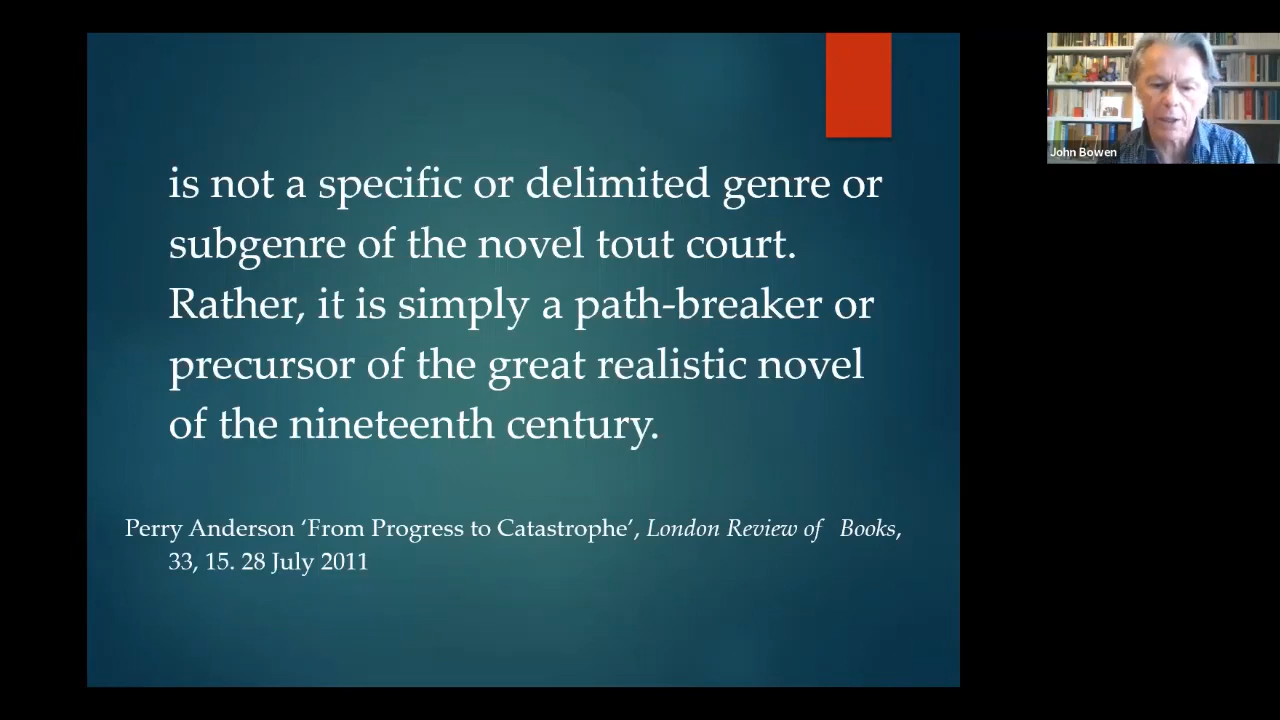 is not a specific or delimited genre or
subgenre of the novel tout court.
Rather, it is simply a path-breaker or
precursor of the great realistic novel
of the nineteenth century.
Perry Anderson ‘From Progress to Catastrophe’, London Review of Books,
33, 15. 28 July 2011
John Bowen